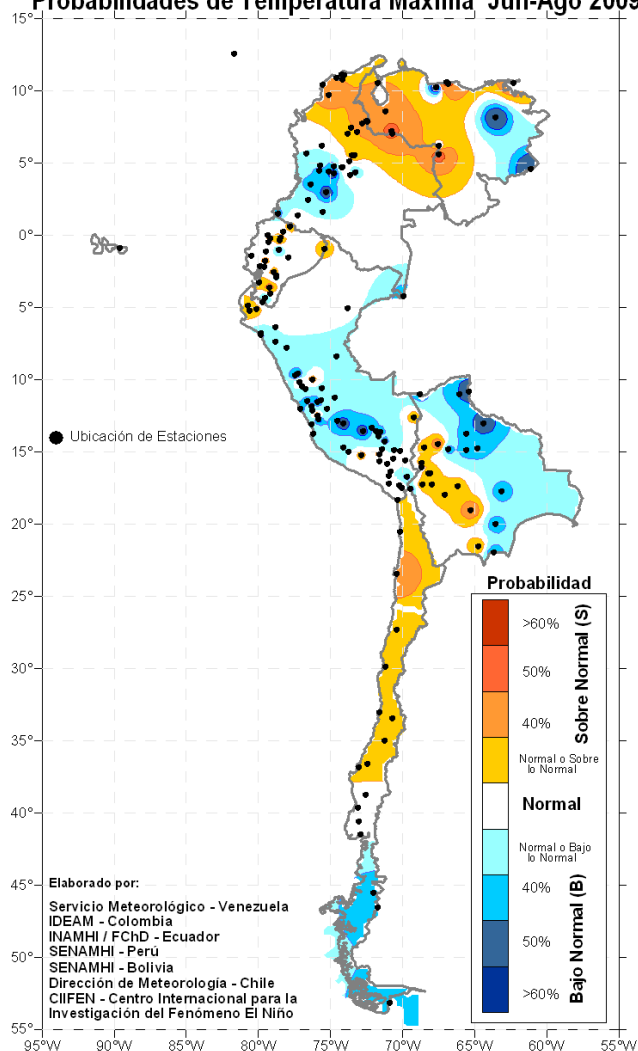 Probabilidades de Temperatura Maxima Jun-Ago 2009
15°
10°
5°
0°
5°
10°
15°
20°
25°
30°
35°
40°
45°
50°
55°
95°W
90°W
85°W
80°W
75°W
70°W
65°W
60°W
55°W
Ubicación de Estaciones
Probabilidad
>60%
50%
40%
Normal o Sobre
lo Normal
Normal
Normal o Bajo
lo Normal
40%
50%
>60%
Sobre Normal (S)
Bajo Normal (B)
Elaborado por:
Servicio Meteorológico - Venezuela
IDEAM - Colombia
INAMHI / FChD - Ecuador
SENAMHI - Perú
SENAMHI - Bolivia
Dirección de Meteorología - Chile
CIIFEN - Centro Internacional para la
Investigación del Fenómeno El Niño